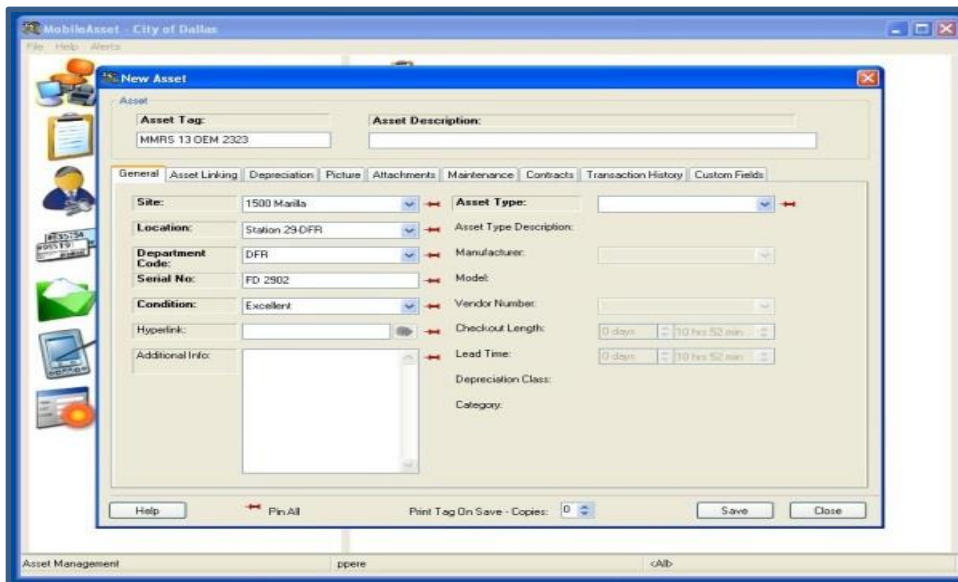 MobileAsset - City of Dallas
File Help Alerts
New Asset
Asset
Asset Tag: Asset Description:
MMRS 13 OEM 2323
General Asset Linking Depreciation Picture Attachments Maintenance Contracts Transaction History Custom Fields
Site: 1500 Marilla Asset Type:
Location: Station 29-DFR Asset Type Description:
Department Code: DFR Manufacturer:
Serial No: FD 2902 Model:
Condition: Excellent Vendor Number:
Hyperlink: Checkout Length: 0 days 10 hrs 52 min
Additional Info: Lead Time: 0 days 10 hrs 52 min
Depreciation Class:
Category:
Help Pin All Print Tag On Save - Copies: 0 Save Close
Asset Management ppere <All>